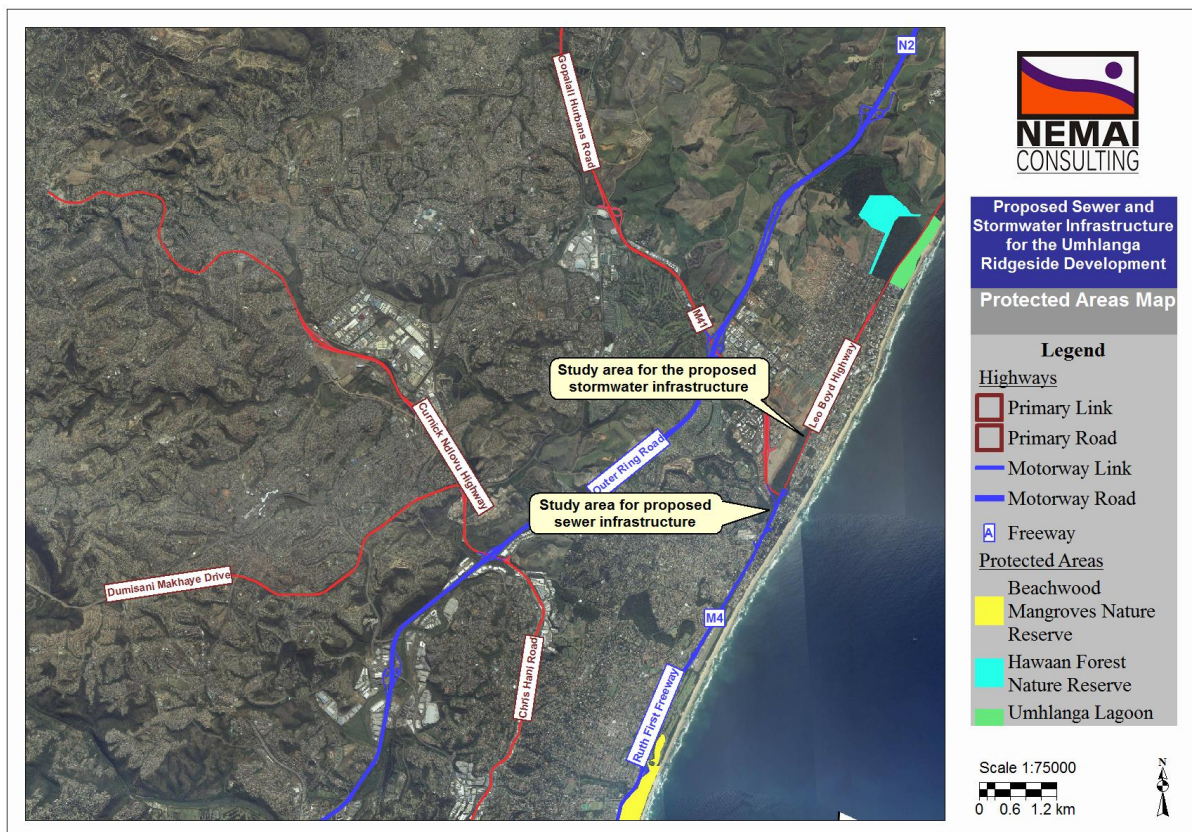 N2
Gopalall Hurbans Road
M41
Study area for the proposed
stormwater infrastructure
Leo Boyd Highway
Curnick Ndlovu Highway
Outer Ring Road
Study area for proposed
sewer infrastructure
Dumisani Makhaye Drive
M4
Chris Hani Road
Ruth First Freeway
NEMAI
CONSULTING
Proposed Sewer and
Stormwater Infrastructure
for the Umhlanga
Ridgeside Development
Protected Areas Map
Legend
Highways
Primary Link
Primary Road
Motorway Link
Motorway Road
A Freeway
Protected Areas
Beachwood
Mangroves Nature
Reserve
Hawaan Forest
Nature Reserve
Umhlanga Lagoon
Scale 1:75000
0 0.6 1.2 km
N